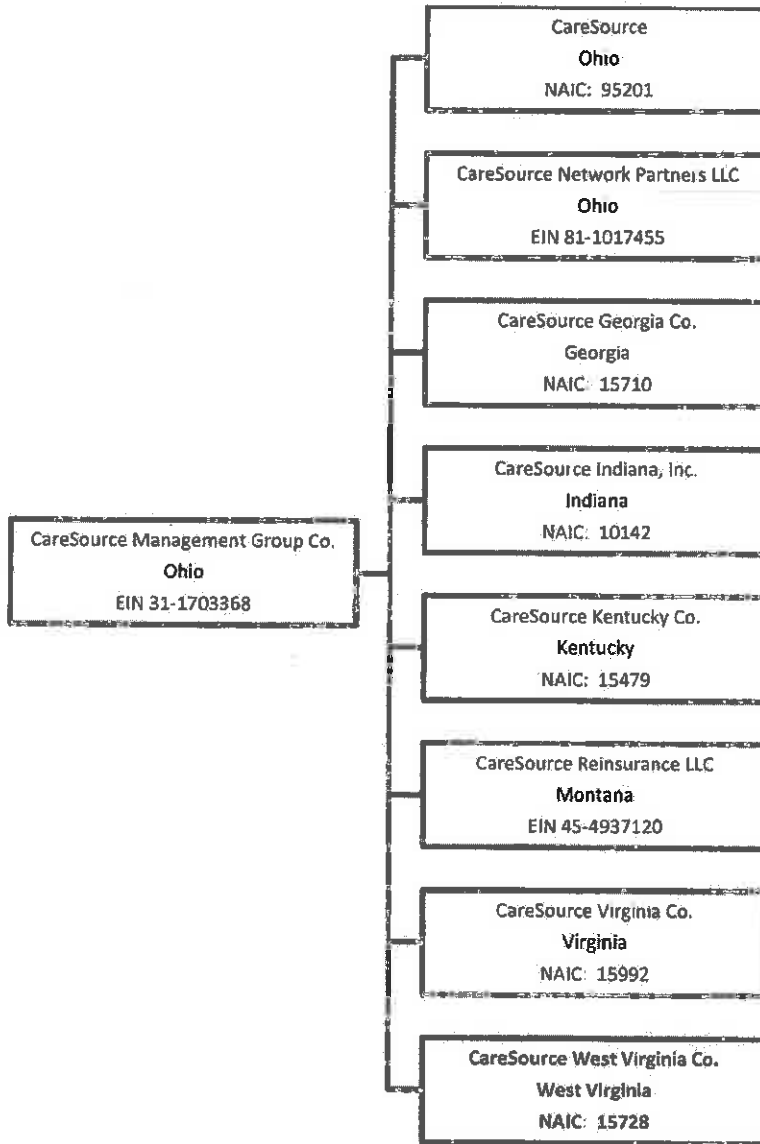 CareSource
Ohio
NAIC: 95201
CareSource Network Partners LLC
Ohio
EIN 81-1017455
CareSource Georgia Co.
Georgia
NAIC: 15710
CareSource Indiana, Inc.
Indiana
NAIC: 10142
CareSource Management Group Co.
Ohio
EIN 31-1703368
CareSource Kentucky Co.
Kentucky
NAIC: 15479
CareSource Reinsurance LLC
Montana
EIN 45-4937120
CareSource Virginia Co.
Virginia
NAIC: 15992
CareSource West Virginia Co.
West Virginia
NAIC: 15728